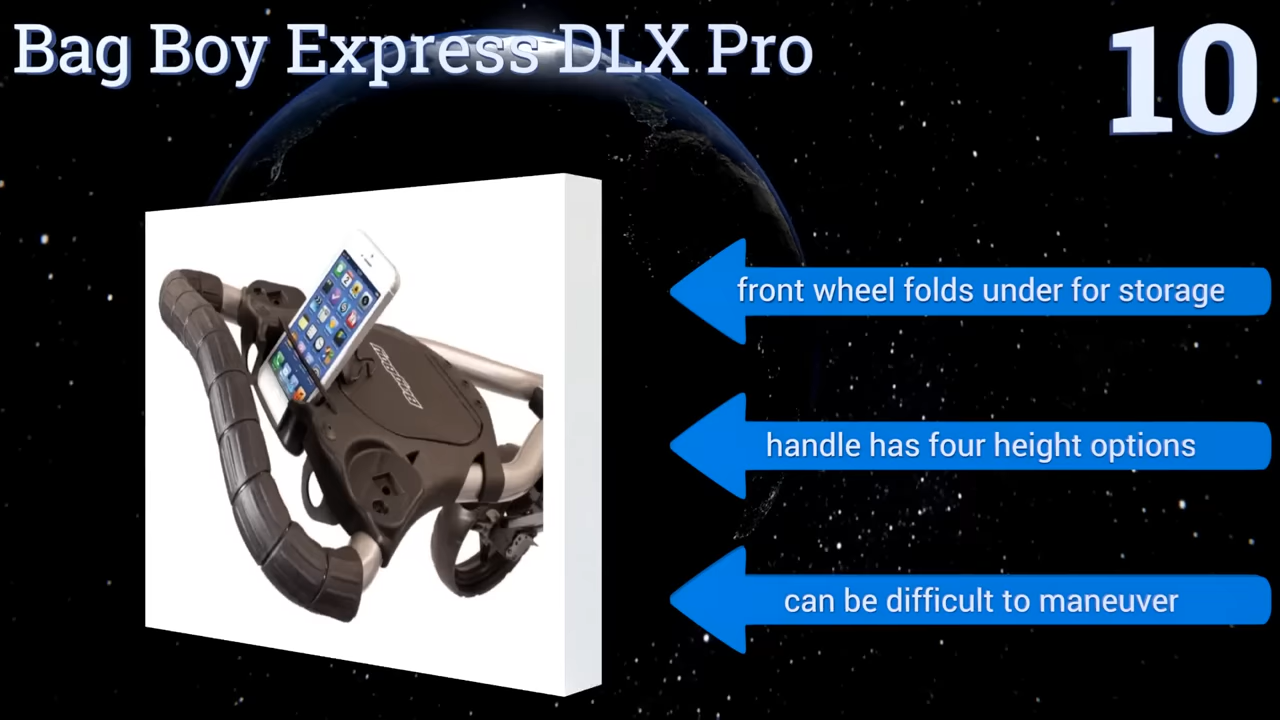 Bag Boy Express DLX Pro
10
front wheel folds under for storage
handle has four height options
can be difficult to maneuver